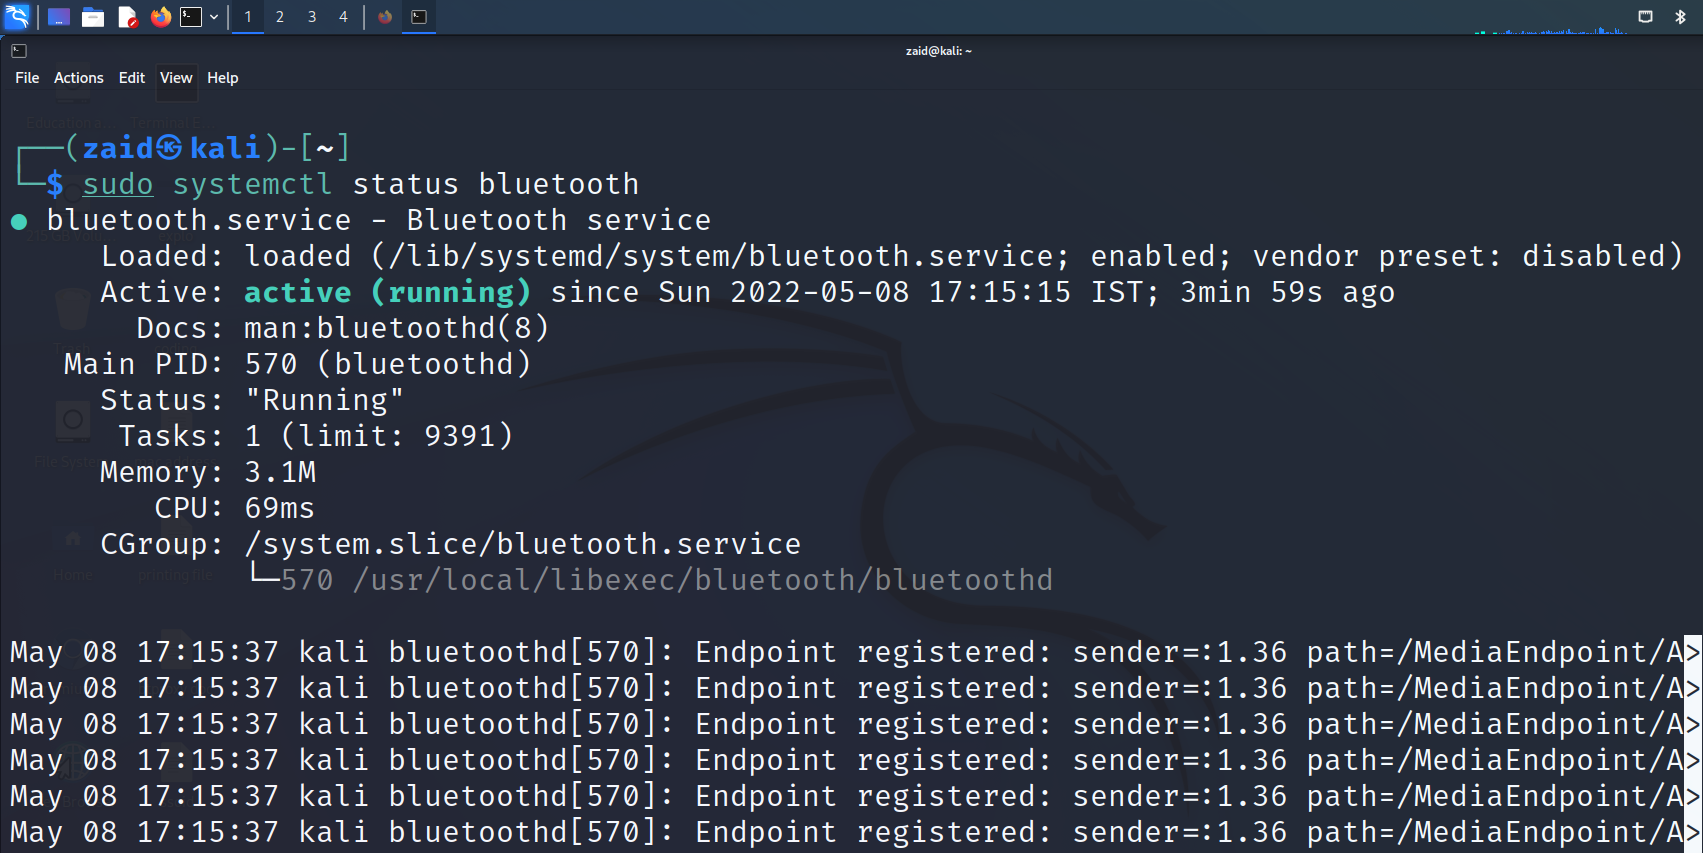 1 2 3 4
zaid@kali: ~
File Actions Edit View Help
┌──(zaid㉿kali)-[~]
└─$ sudo systemctl status bluetooth
● bluetooth.service - Bluetooth service
Loaded: loaded (/lib/systemd/system/bluetooth.service; enabled; vendor preset: disabled)
Active: active (running) since Sun 2022-05-08 17:15:15 IST; 3min 59s ago
Docs: man:bluetoothd(8)
Main PID: 570 (bluetoothd)
Status: "Running"
Tasks: 1 (limit: 9391)
Memory: 3.1M
CPU: 69ms
CGroup: /system.slice/bluetooth.service
└─570 /usr/local/libexec/bluetooth/bluetoothd
May 08 17:15:37 kali bluetoothd[570]: Endpoint registered: sender=:1.36 path=/MediaEndpoint/A>
May 08 17:15:37 kali bluetoothd[570]: Endpoint registered: sender=:1.36 path=/MediaEndpoint/A>
May 08 17:15:37 kali bluetoothd[570]: Endpoint registered: sender=:1.36 path=/MediaEndpoint/A>
May 08 17:15:37 kali bluetoothd[570]: Endpoint registered: sender=:1.36 path=/MediaEndpoint/A>
May 08 17:15:37 kali bluetoothd[570]: Endpoint registered: sender=:1.36 path=/MediaEndpoint/A>
May 08 17:15:37 kali bluetoothd[570]: Endpoint registered: sender=:1.36 path=/MediaEndpoint/A>